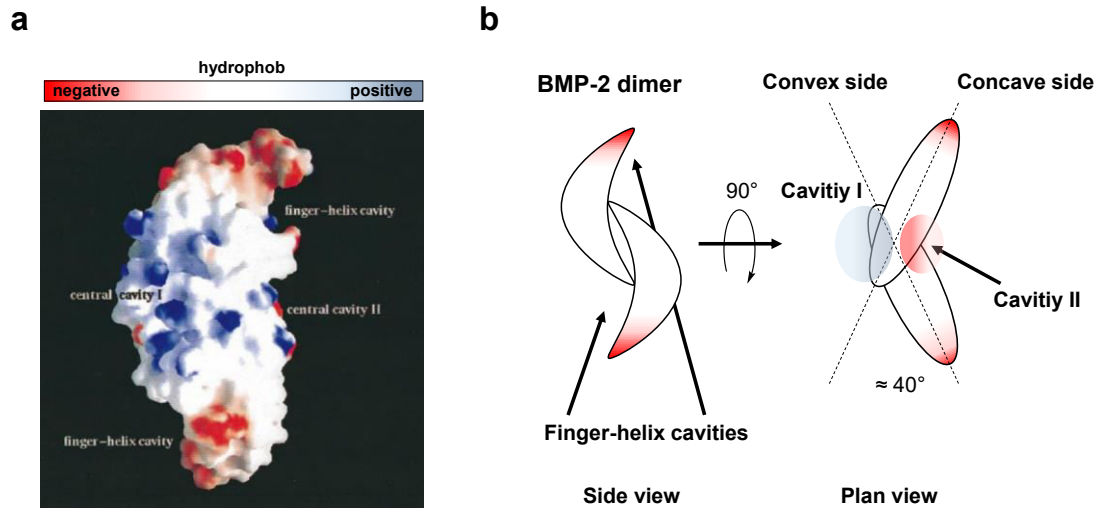 a
hydrophob
negative
positive
finger-helix cavity
central cavity I
central cavity II
finger-helix cavity
b
BMP-2 dimer
Convex side
Concave side
Cavitiy I
90°
Cavitiy II
≈ 40°
Finger-helix cavities
Side view
Plan view